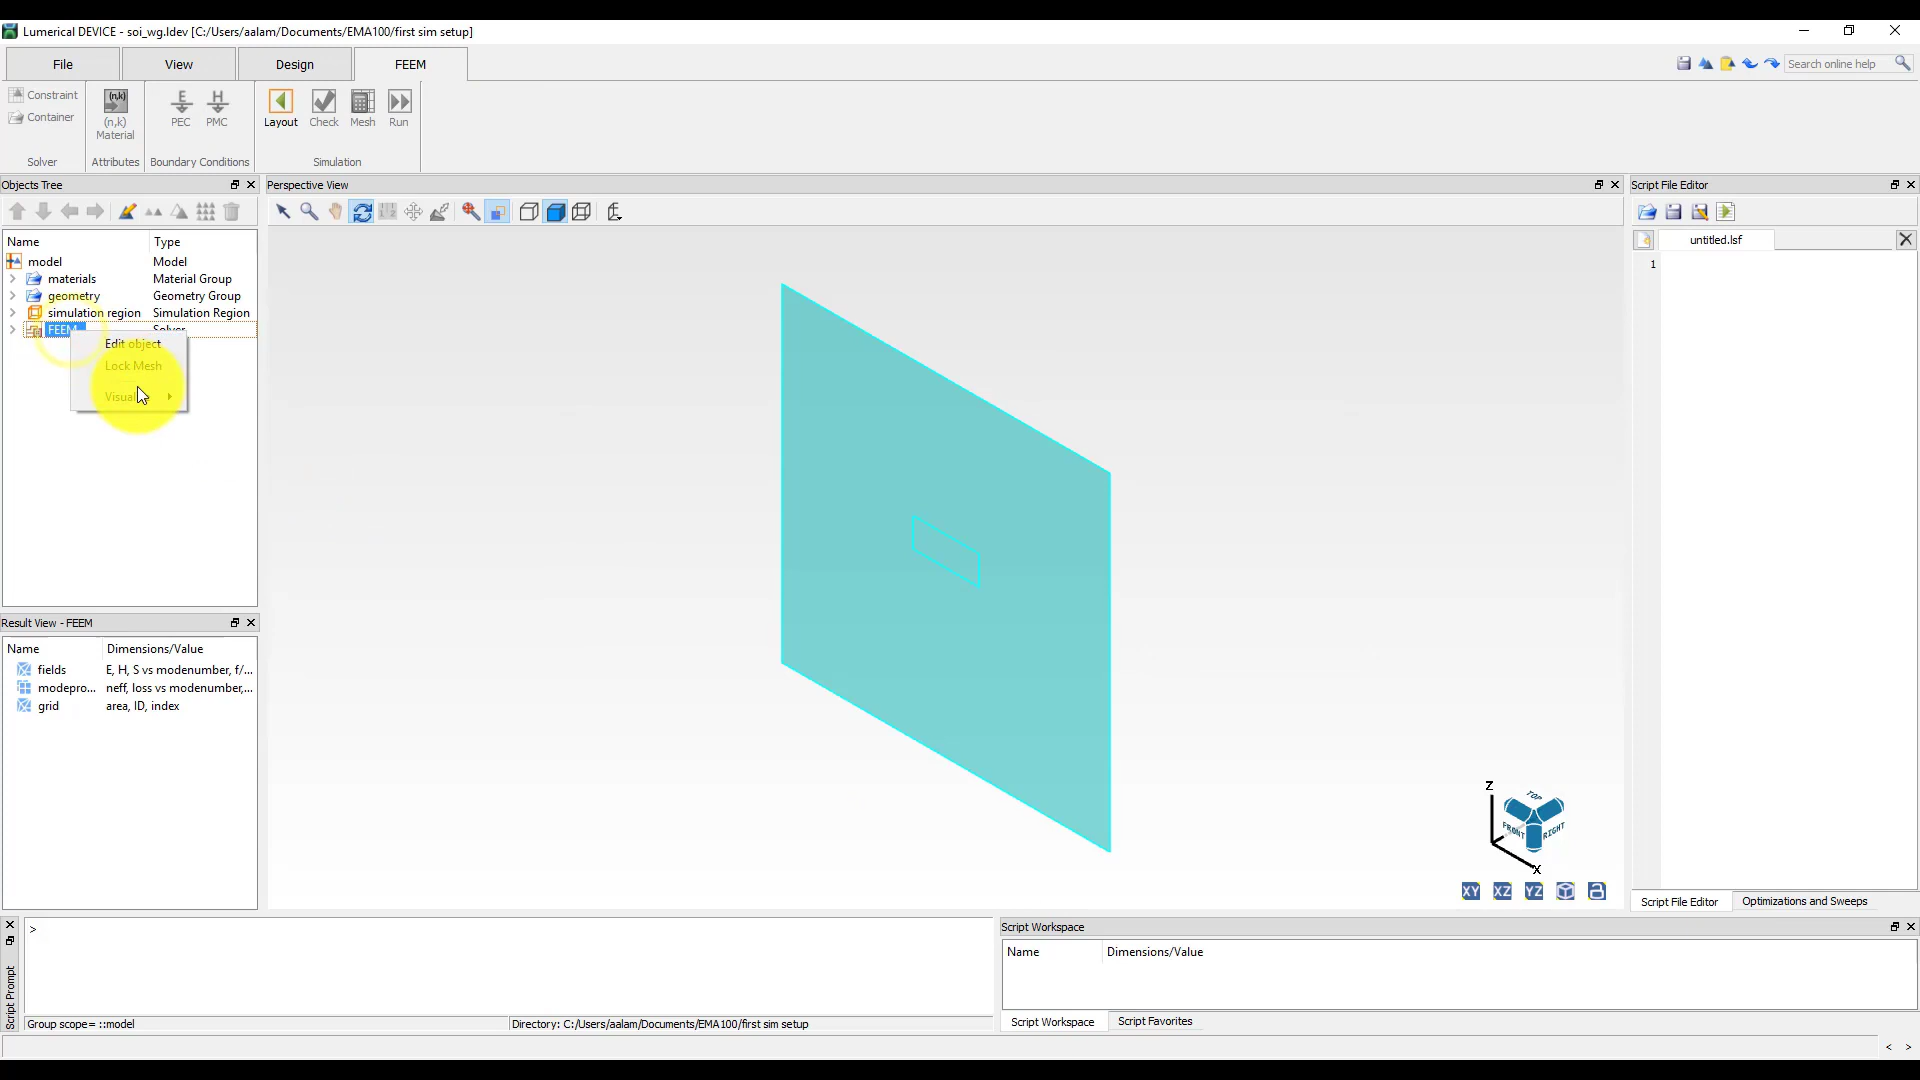 Lumerical DEVICE - soi_wg.ldev [C:/Users/aalam/Documents/EMA100/first sim setup]
File View Design FEEM
Search online help
Constraint
Container
Solver
(n,k)
(n,k)
Material
Attributes
E H
PEC PMC
Boundary Conditions
Layout Check Mesh Run
Simulation
Objects Tree
Name Type
model Model
materials Material Group
geometry Geometry Group
simulation region Simulation Region
FEEM Solver
Edit object
Lock Mesh
Perspective View
Z
TOP
FRONT
RIGHT
X
XY XZ YZ
Script File Editor
untitled.lsf
1
Script File Editor Optimizations and Sweeps
Result View - FEEM
Name Dimensions/Value
fields E, H, S vs modenumber, f/...
modepro... neff, loss vs modenumber,...
grid area, ID, index
Script Prompt
>
Group scope= ::model
Directory: C:/Users/aalam/Documents/EMA100/first sim setup
Script Workspace
Name Dimensions/Value
Script Workspace Script Favorites
< >